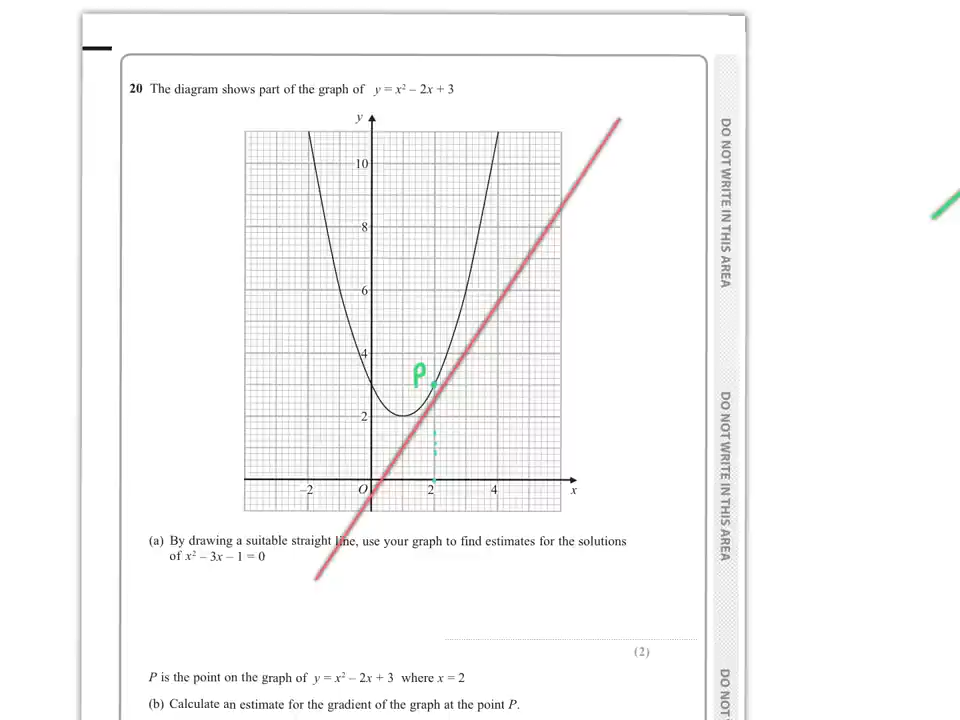 20 The diagram shows part of the graph of y = x² – 2x + 3
y
10
8
6
4
P
2
–2 O 2 4 x
(a) By drawing a suitable straight line, use your graph to find estimates for the solutions
of x² – 3x – 1 = 0
(2)
P is the point on the graph of y = x² – 2x + 3 where x = 2
(b) Calculate an estimate for the gradient of the graph at the point P.
DO NOT WRITE IN THIS AREA
DO NOT WRITE IN THIS AREA
DO NOT